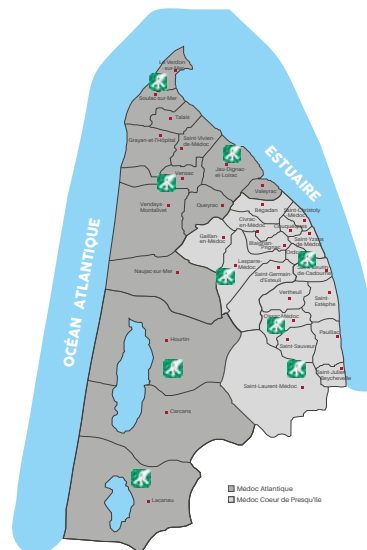 Le Verdon
-sur-Mer
Soulac-sur-Mer
Talais
Grayan-et-l'Hôpital
Saint-Vivien
de-Médoc
Jau-Dignac
et-Loirac
ESTUAIRE
Vensac
Valeyrac
Vendays
Montalivet
Queyrac
Bégadan
Saint-Christoly
Médoc
Civrac
en-Médoc
Couquèques
Gaillan
en-Médoc
Blaignan
Prignac
Saint-Yzans
de-Médoc
Ordonnac
OCÉAN ATLANTIQUE
Lesparre
Médoc
Saint-Germain
d'Esteuil
de-Cadourne
Naujac-sur-Mer
Vertheuil
Saint-
Estèphe
Cissac-Médoc
Pauillac
Hourtin
Saint-Sauveur
Saint-Julien
Beychevelle
Saint-Laurent-Médoc
Carcans
Lacanau
Médoc Atlantique
Médoc Coeur de Presqu'île